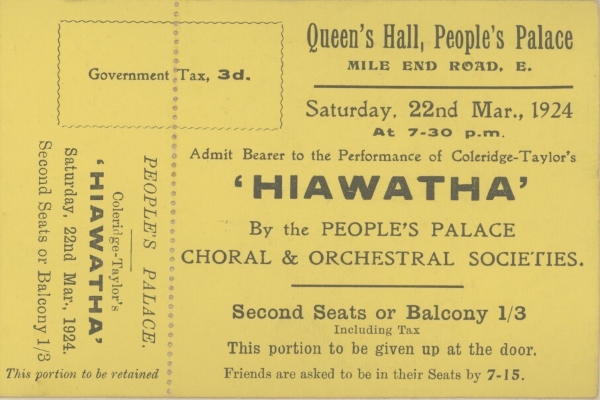 Government Tax, 3d.
PEOPLE'S PALACE.
Coleridge-Taylor's
'HIAWATHA'
Saturday, 22nd Mar., 1924.
Second Seats or Balcony 1/3
This portion to be retained
Queen's Hall, People's Palace
MILE END ROAD, E.
Saturday, 22nd Mar., 1924
At 7-30 p.m.
Admit Bearer to the Performance of Coleridge-Taylor's
'HIAWATHA'
By the PEOPLE'S PALACE
CHORAL & ORCHESTRAL SOCIETIES.
Second Seats or Balcony 1/3
Including Tax
This portion to be given up at the door.
Friends are asked to be in their Seats by 7-15.